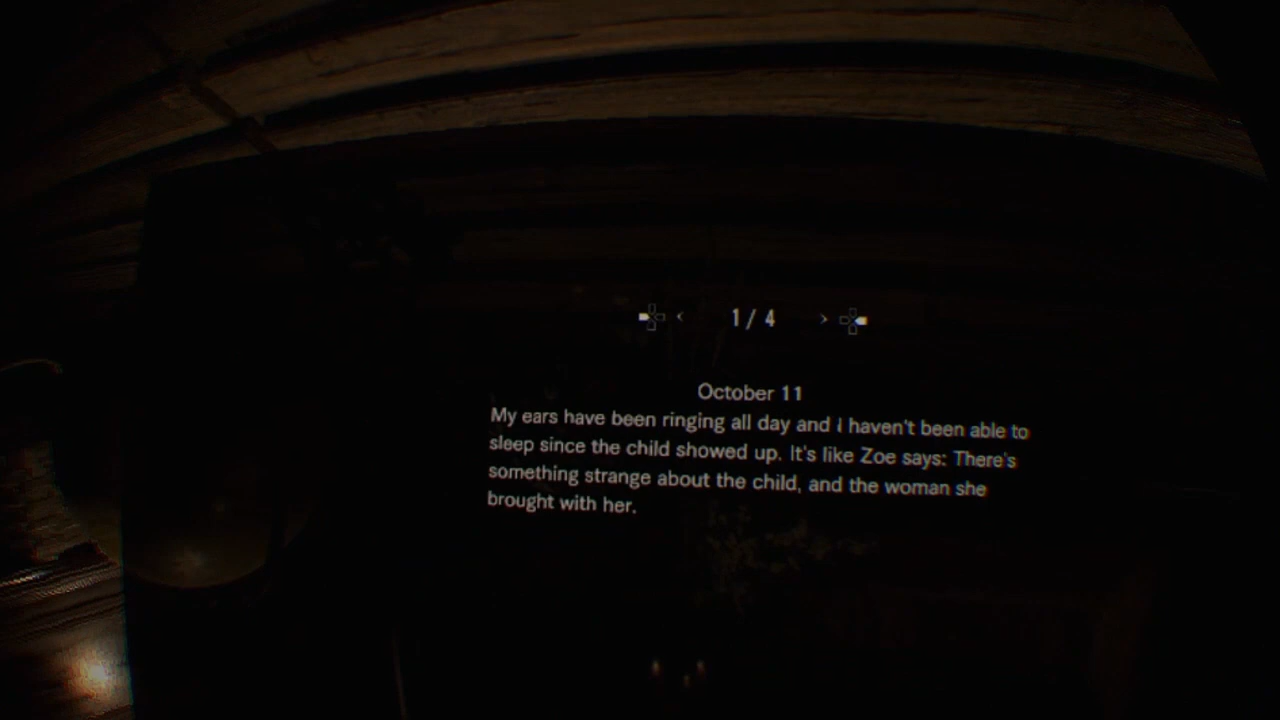 < 1 / 4 >
October 11
My ears have been ringing all day and I haven't been able to
sleep since the child showed up. It's like Zoe says: There's
something strange about the child, and the woman she
brought with her.